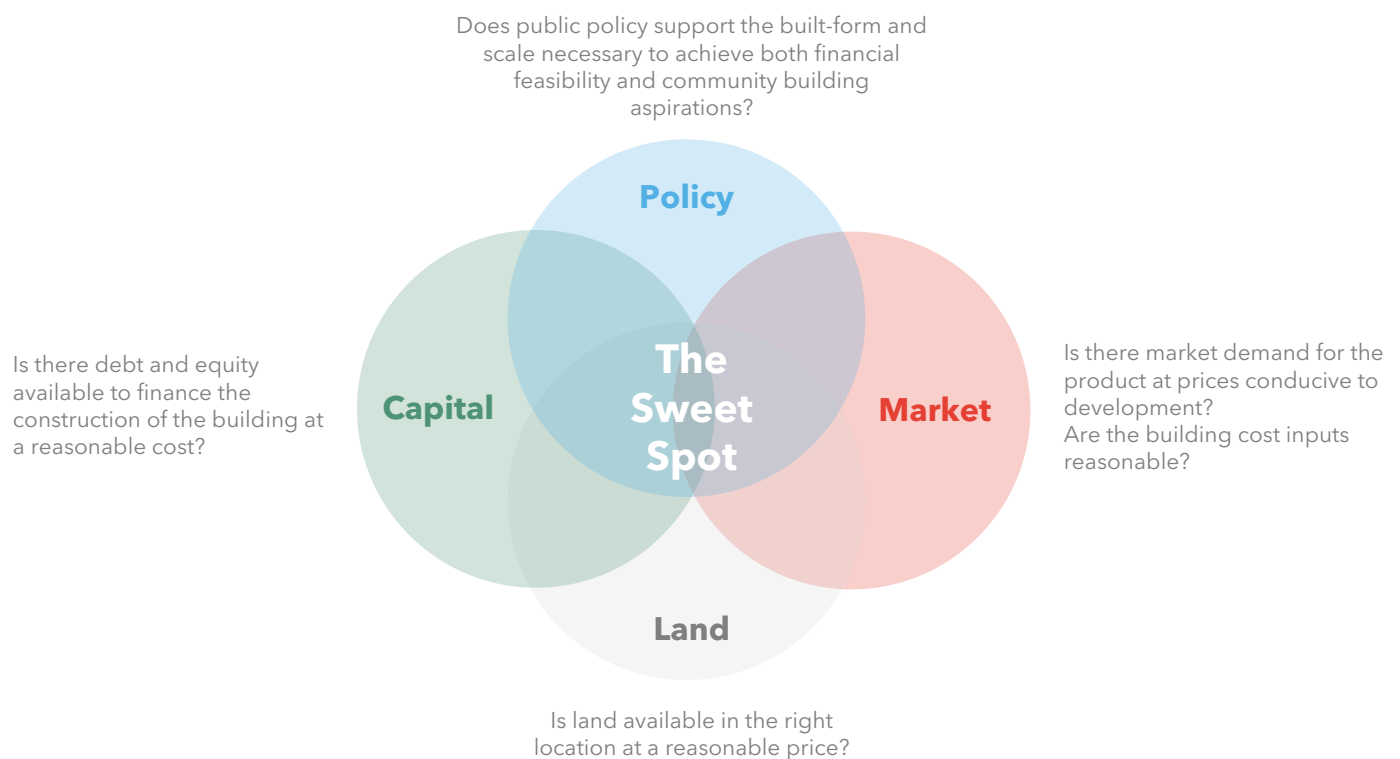 Does public policy support the built-form and
scale necessary to achieve both financial
feasibility and community building
aspirations?
Policy
Is there debt and equity
available to finance the
construction of the building at
a reasonable cost?
Capital
The
Sweet
Spot
Market
Is there market demand for the
product at prices conducive to
development?
Are the building cost inputs
reasonable?
Land
Is land available in the right
location at a reasonable price?